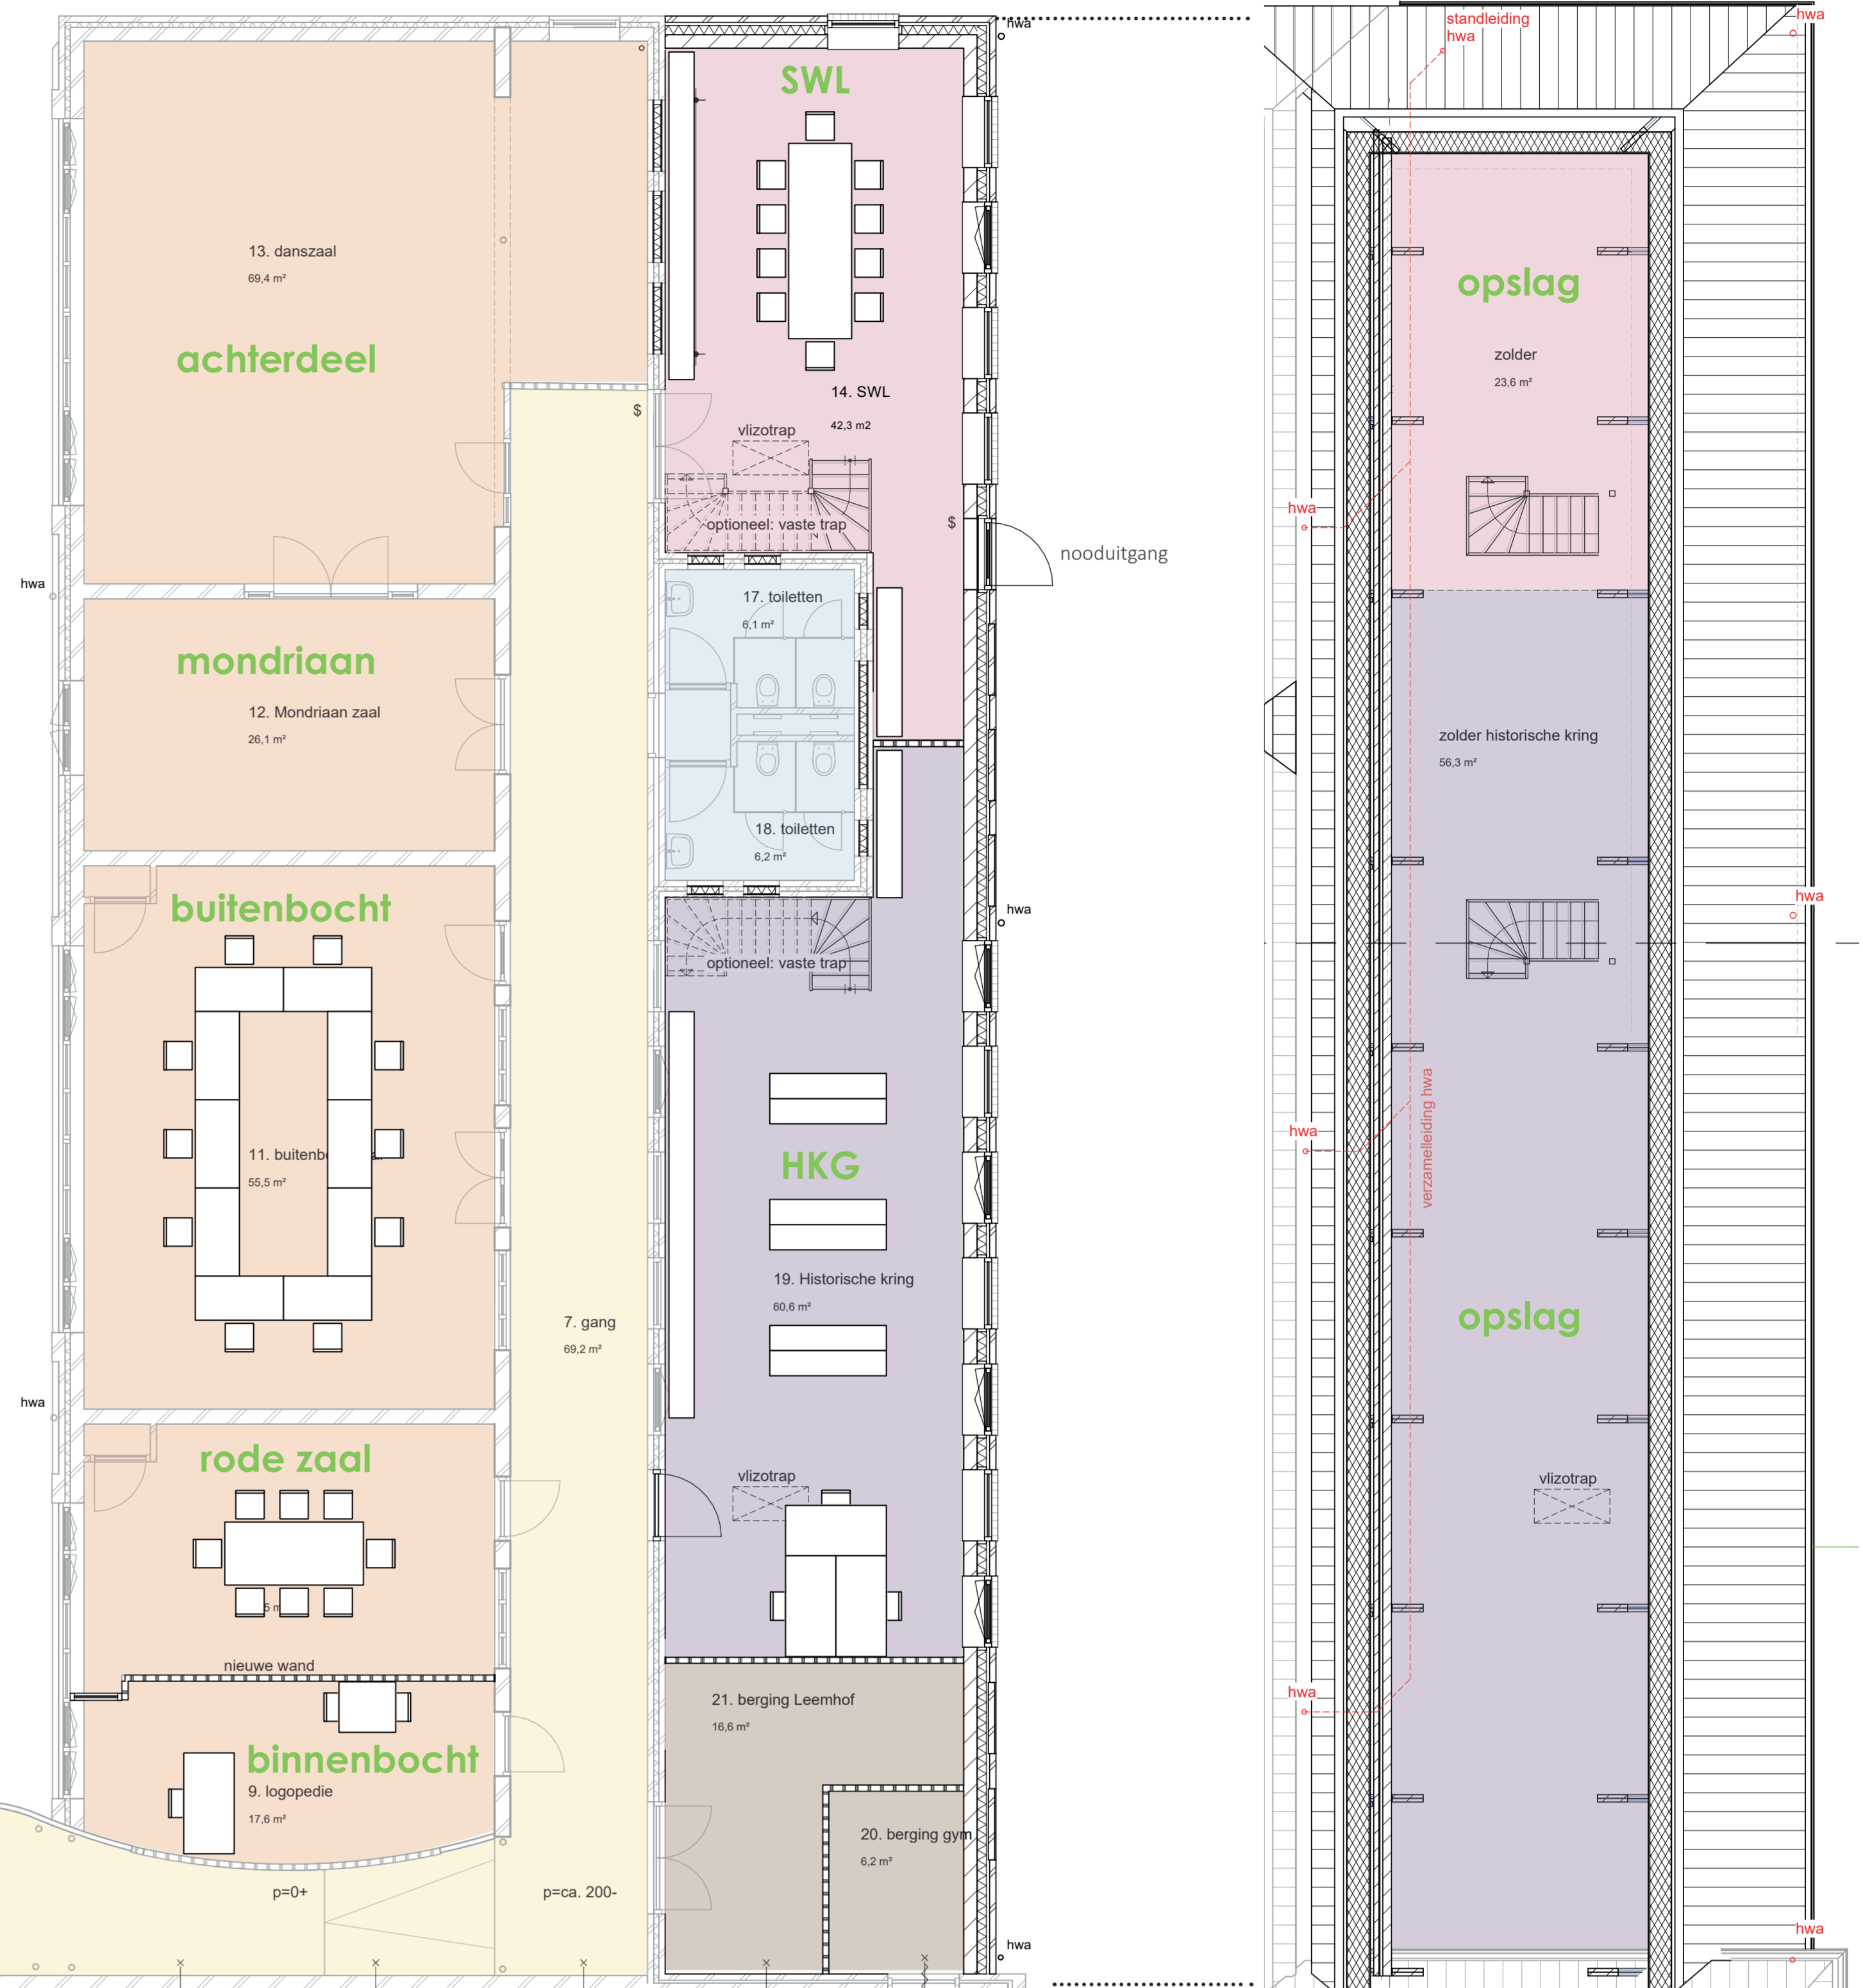 hwa
SWL
13. danszaal
69,4 m²
achterdeel
14. SWL
42,3 m2
$
vlizotrap
optioneel: vaste trap
$
nooduitgang
hwa
17. toiletten
6,1 m²
mondriaan
12. Mondriaan zaal
26,1 m²
18. toiletten
6,2 m²
buitenbocht
hwa
optioneel: vaste trap
11. buitenb
55,5 m²
HKG
19. Historische kring
60,6 m²
7. gang
69,2 m²
hwa
rode zaal
vlizotrap
5 m
nieuwe wand
21. berging Leemhof
16,6 m²
binnenbocht
9. logopedie
17,6 m²
20. berging gym
6,2 m²
p=0+
p=ca. 200-
hwa
standleiding
hwa
hwa
opslag
zolder
23,6 m²
hwa
zolder historische kring
56,3 m²
hwa
hwa
verzamelleiding hwa
opslag
vlizotrap
hwa
hwa